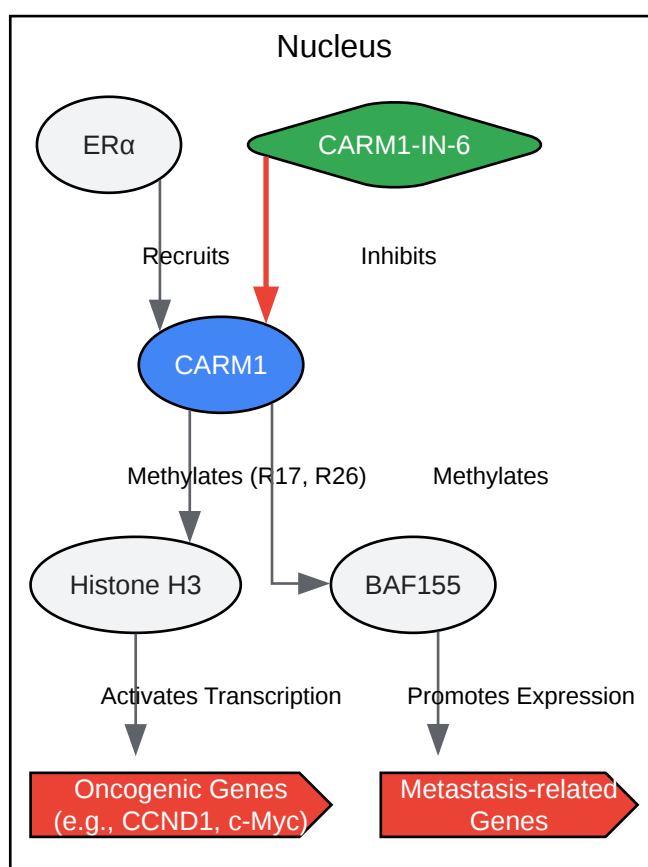 Nucleus
ERα
CARM1-IN-6
Recruits
Inhibits
CARM1
Methylates (R17, R26)
Methylates
Histone H3
BAF155
Activates Transcription
Promotes Expression
Oncogenic Genes
(e.g., CCND1, c-Myc)
Metastasis-related
Genes